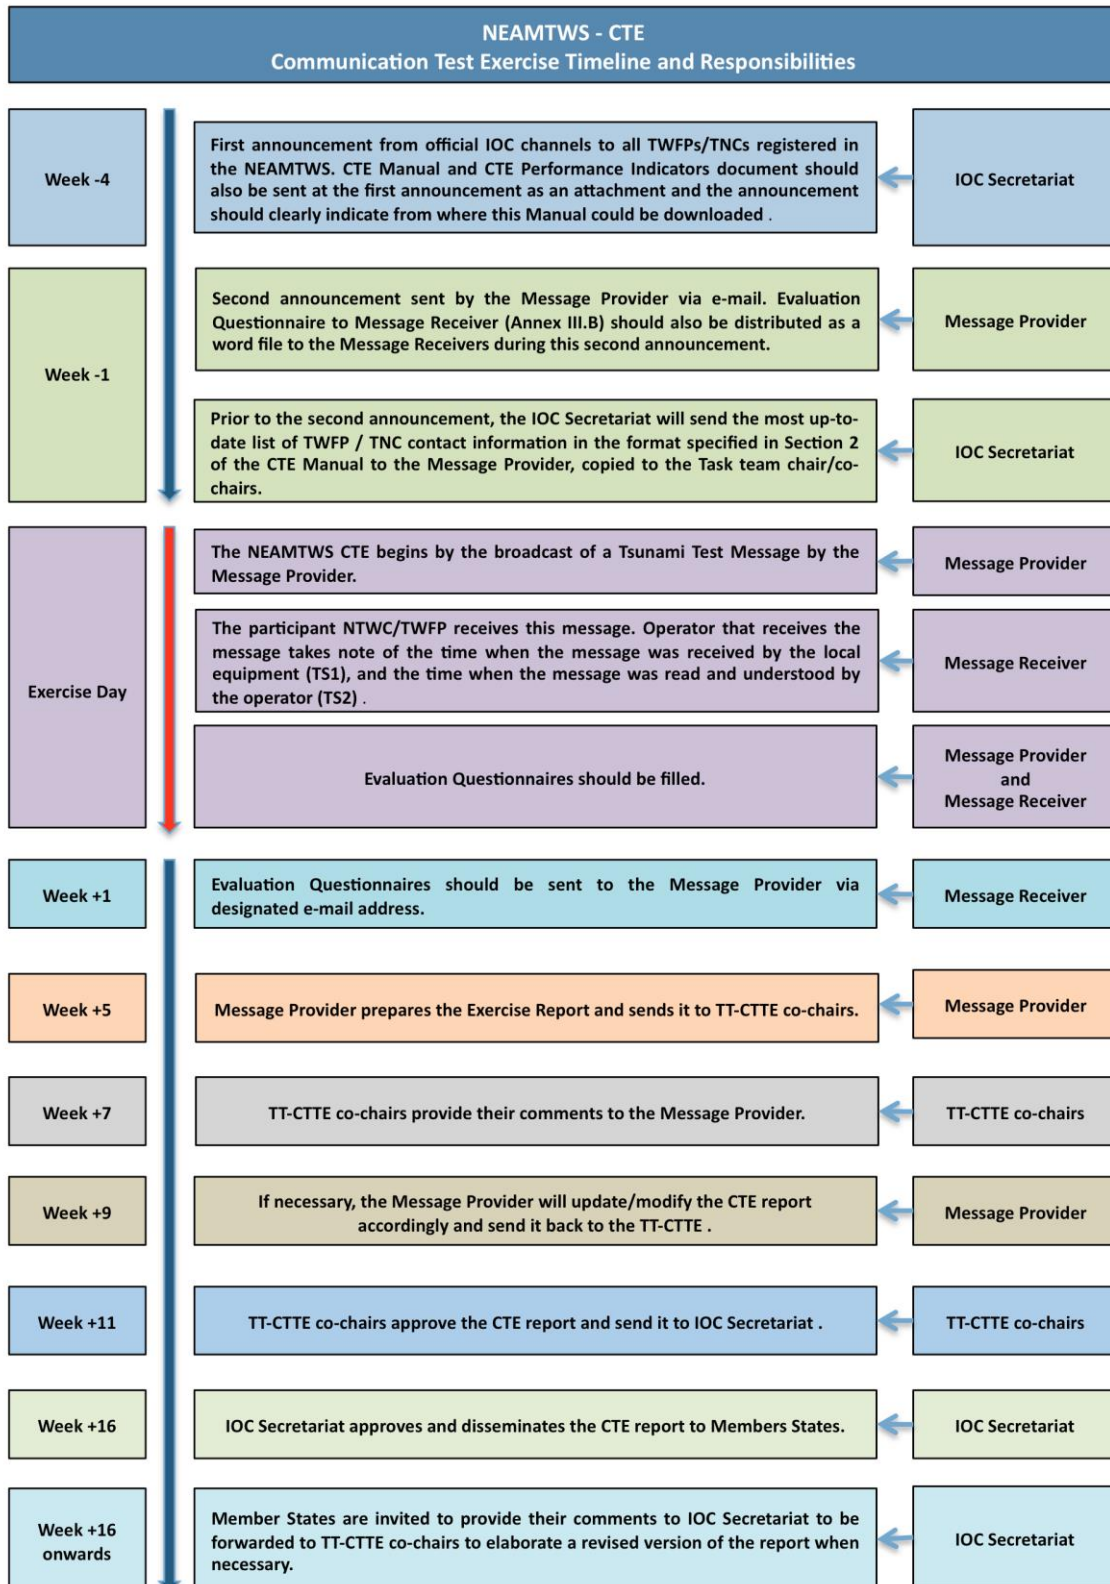 NEAMTWS - CTE
Communication Test Exercise Timeline and Responsibilities
Week -4
First announcement from official IOC channels to all TWFPs/TNCs registered in
the NEAMTWS. CTE Manual and CTE Performance Indicators document should
also be sent at the first announcement as an attachment and the announcement
should clearly indicate from where this Manual could be downloaded .
IOC Secretariat
Week -1
Second announcement sent by the Message Provider via e-mail. Evaluation
Questionnaire to Message Receiver (Annex III.B) should also be distributed as a
word file to the Message Receivers during this second announcement.
Message Provider
Prior to the second announcement, the IOC Secretariat will send the most up-to-
date list of TWFP / TNC contact information in the format specified in Section 2
of the CTE Manual to the Message Provider, copied to the Task team chair/co-
chairs.
IOC Secretariat
Exercise Day
The NEAMTWS CTE begins by the broadcast of a Tsunami Test Message by the
Message Provider.
Message Provider
The participant NTWC/TWFP receives this message. Operator that receives the
message takes note of the time when the message was received by the local
equipment (TS1), and the time when the message was read and understood by
the operator (TS2) .
Message Receiver
Evaluation Questionnaires should be filled.
Message Provider
and
Message Receiver
Week +1
Evaluation Questionnaires should be sent to the Message Provider via
designated e-mail address.
Message Receiver
Week +5
Message Provider prepares the Exercise Report and sends it to TT-CTTE co-chairs.
Message Provider
Week +7
TT-CTTE co-chairs provide their comments to the Message Provider.
TT-CTTE co-chairs
Week +9
If necessary, the Message Provider will update/modify the CTE report
accordingly and send it back to the TT-CTTE .
Message Provider
Week +11
TT-CTTE co-chairs approve the CTE report and send it to IOC Secretariat .
TT-CTTE co-chairs
Week +16
IOC Secretariat approves and disseminates the CTE report to Members States.
IOC Secretariat
Week +16
onwards
Member States are invited to provide their comments to IOC Secretariat to be
forwarded to TT-CTTE co-chairs to elaborate a revised version of the report when
necessary.
IOC Secretariat